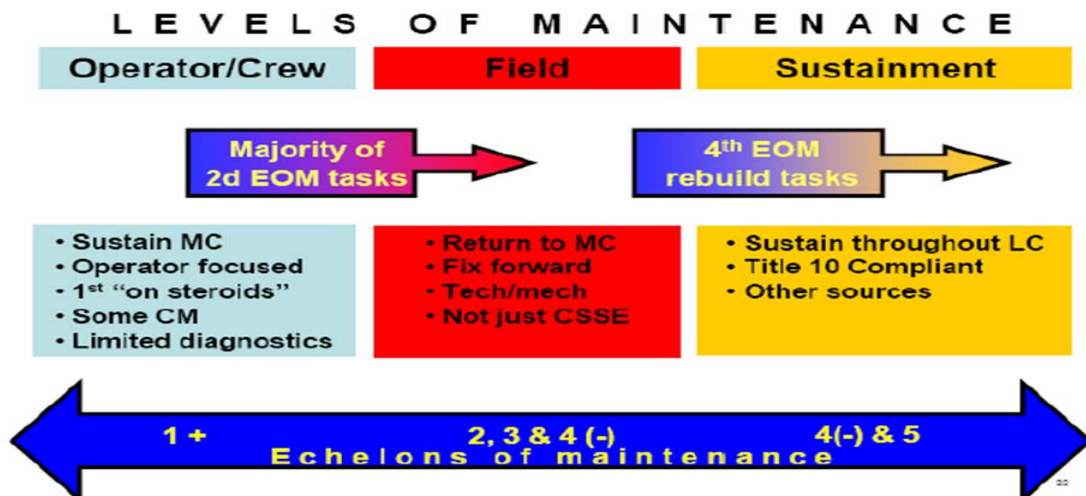 LEVELS OF MAINTENANCE
Operator/Crew
Field
Sustainment
Majority of
2d EOM tasks
4th EOM
rebuild tasks
• Sustain MC
• Operator focused
• 1st "on steroids"
• Some CM
• Limited diagnostics
• Return to MC
• Fix forward
• Tech/mech
• Not just CSSE
• Sustain throughout LC
• Title 10 Compliant
• Other sources
1 +
2, 3 & 4 (-)
4(-) & 5
Echelons of maintenance